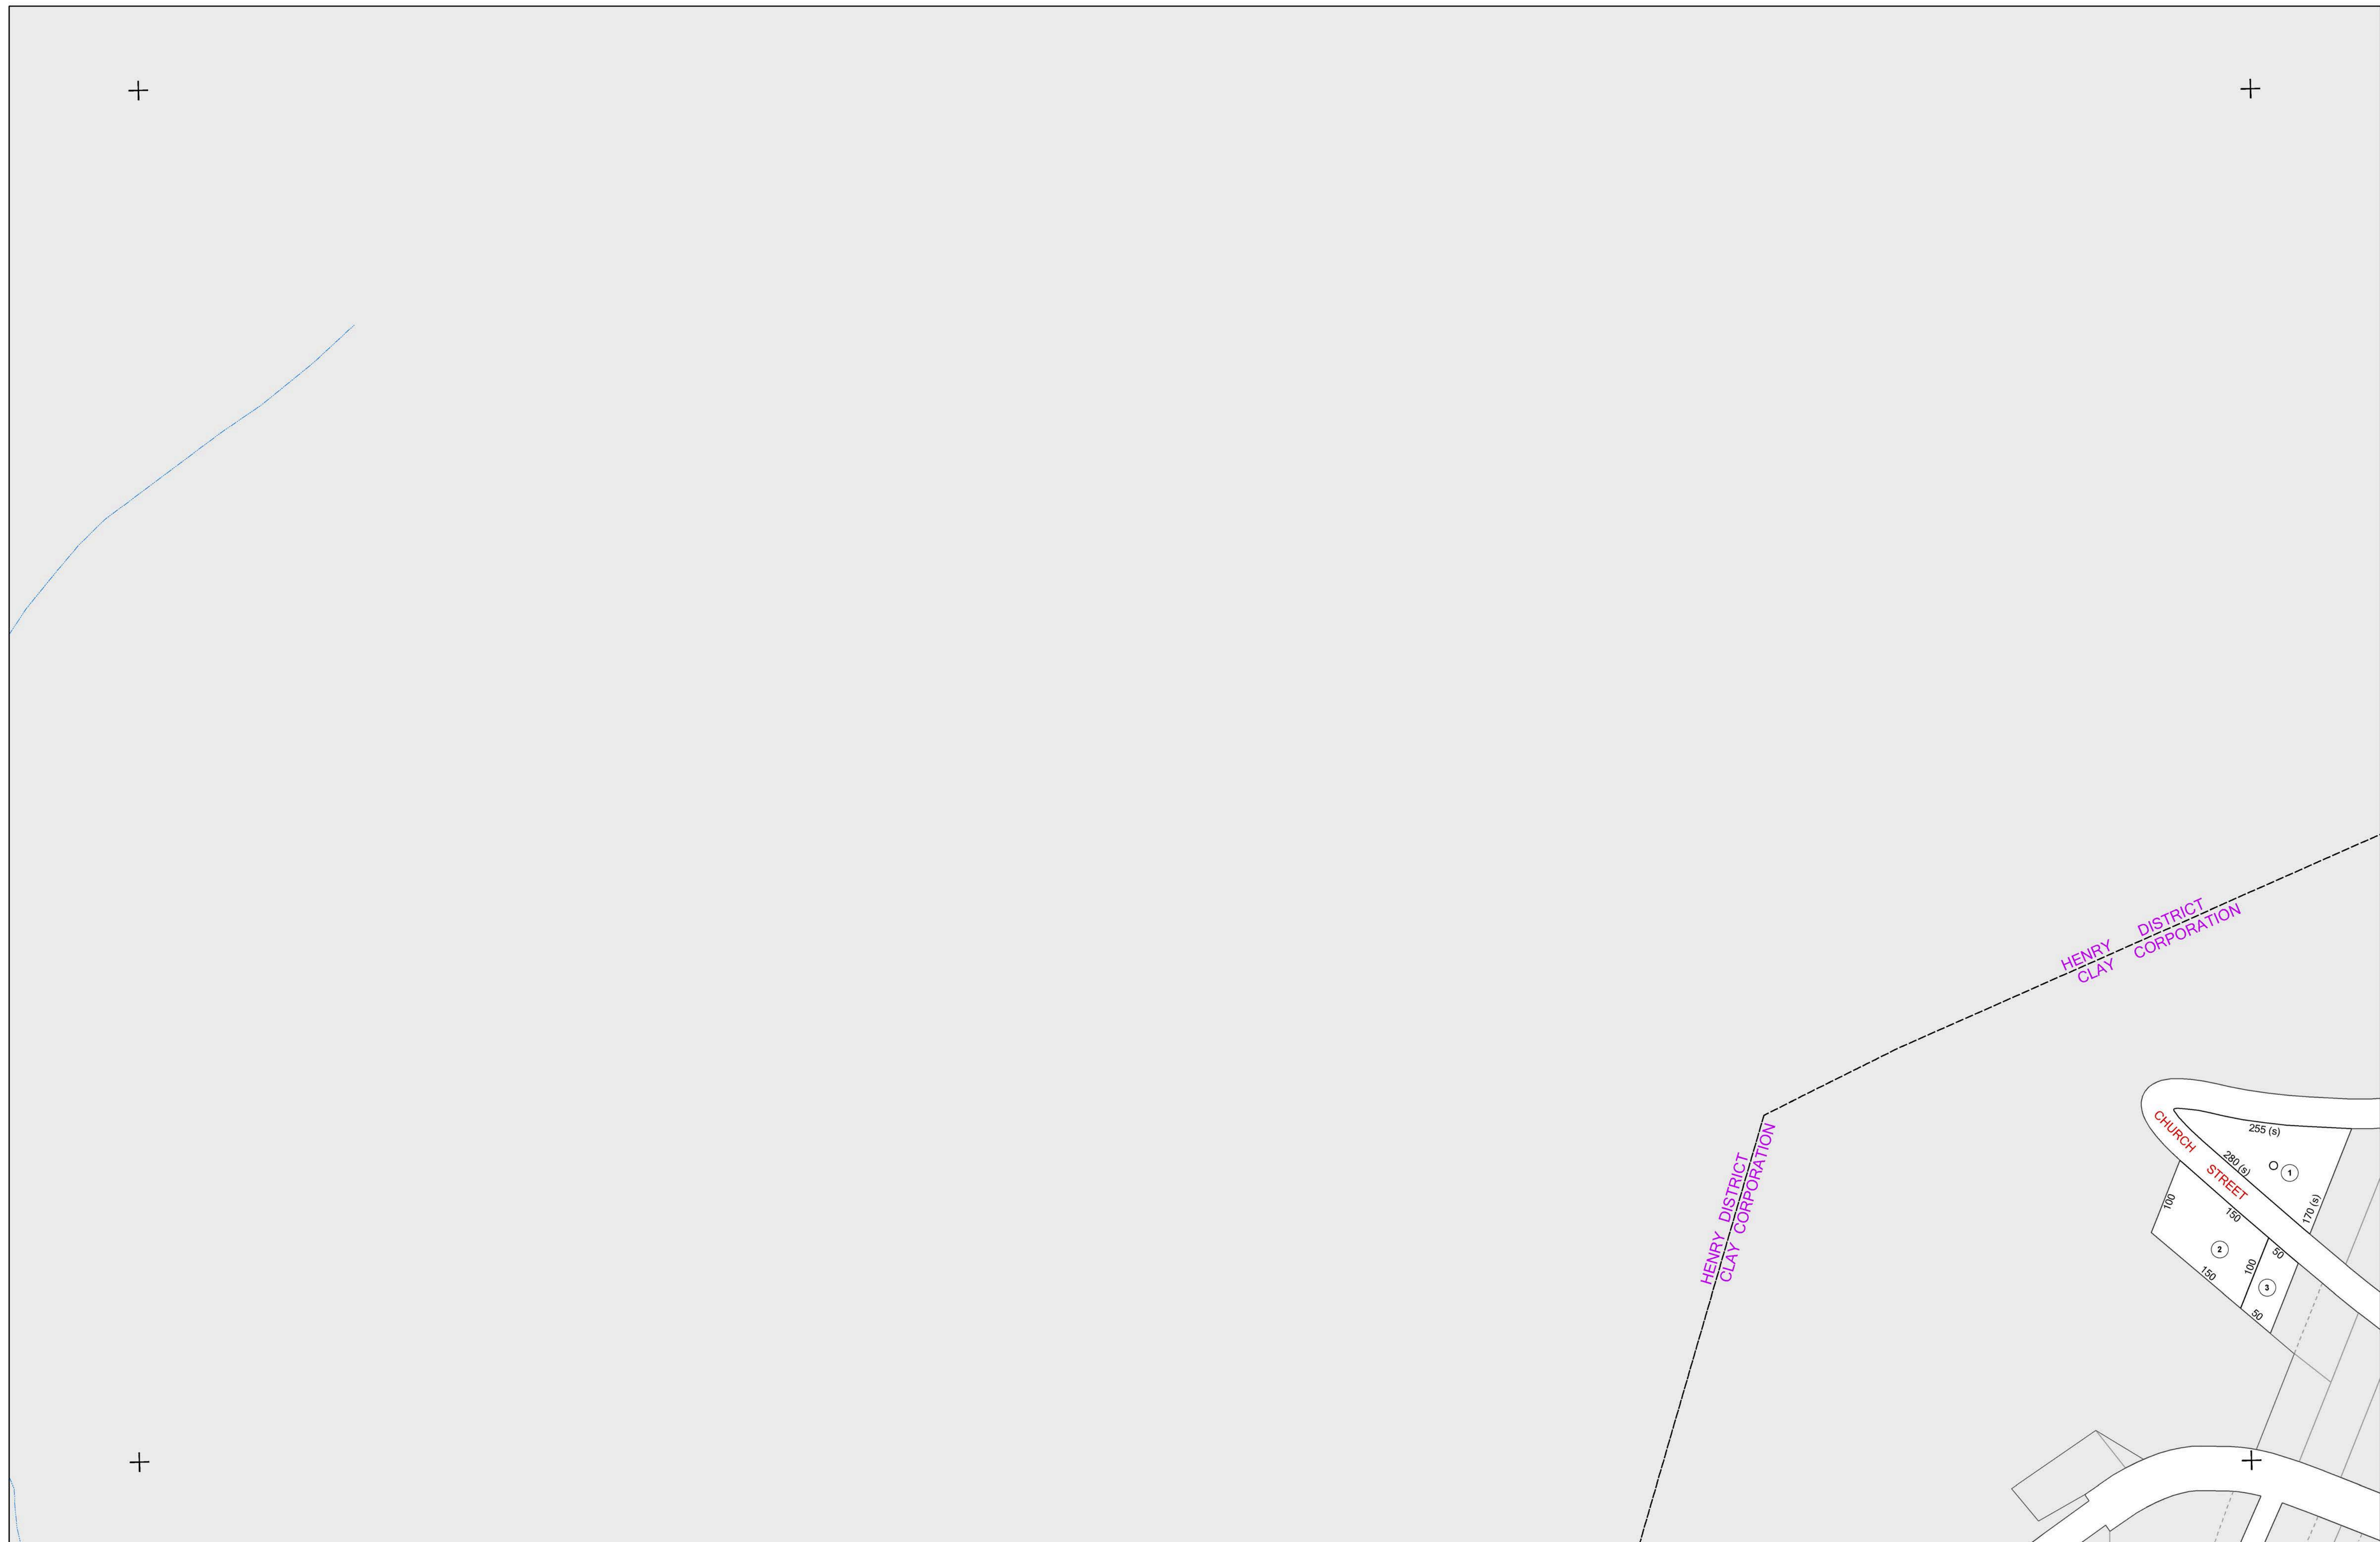 HENRY DISTRICT
CLAY CORPORATION
HENRY DISTRICT
CLAY CORPORATION
CHURCH STREET
255 (s)
280 (s)
1
170 (s)
100
150
2
150
100
50
3
50